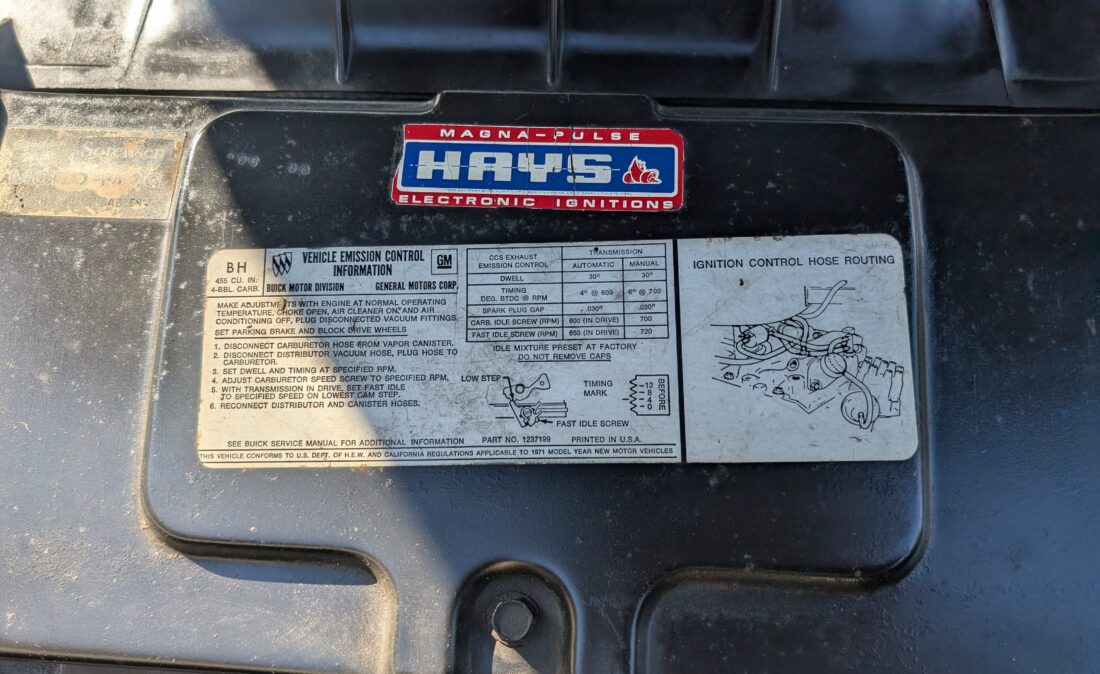 MAGNA-PULSE
HAYS
ELECTRONIC IGNITIONS
BH
455 CU. IN.
4-BBL. CARB.
VEHICLE EMISSION CONTROL
INFORMATION
GM
BUICK MOTOR DIVISION GENERAL MOTORS CORP.
MAKE ADJUSTMENTS WITH ENGINE AT NORMAL OPERATING
TEMPERATURE, CHOKE OPEN, AIR CLEANER ON, AND AIR
CONDITIONING OFF, PLUG DISCONNECTED VACUUM FITTINGS.
SET PARKING BRAKE AND BLOCK DRIVE WHEELS
1. DISCONNECT CARBURETOR HOSE FROM VAPOR CANISTER.
2. DISCONNECT DISTRIBUTOR VACUUM HOSE, PLUG HOSE TO
CARBURETOR.
3. SET DWELL AND TIMING AT SPECIFIED RPM.
4. ADJUST CARBURETOR SPEED SCREW TO SPECIFIED RPM.
5. WITH TRANSMISSION IN DRIVE, SET FAST IDLE
TO SPECIFIED SPEED ON LOWEST CAM STEP.
6. RECONNECT DISTRIBUTOR AND CANISTER HOSES.
CCS EXHAUST
EMISSION CONTROL
TRANSMISSION
AUTOMATIC MANUAL
DWELL 30° 30°
TIMING
DEG. BTDC @ RPM 4° @ 600 6° @ 700
SPARK PLUG GAP .030" .030"
CARB. IDLE SCREW (RPM) 600 (IN DRIVE) 700
FAST IDLE SCREW (RPM) 650 (IN DRIVE) 720
IDLE MIXTURE PRESET AT FACTORY
DO NOT REMOVE CAPS
LOW STEP
FAST IDLE SCREW
TIMING
MARK
12
8
4
0
BEFORE
SEE BUICK SERVICE MANUAL FOR ADDITIONAL INFORMATION PART NO. 1237199 PRINTED IN U.S.A.
THIS VEHICLE CONFORMS TO U.S. DEPT. OF H.E.W. AND CALIFORNIA REGULATIONS APPLICABLE TO 1971 MODEL YEAR NEW MOTOR VEHICLES
IGNITION CONTROL HOSE ROUTING